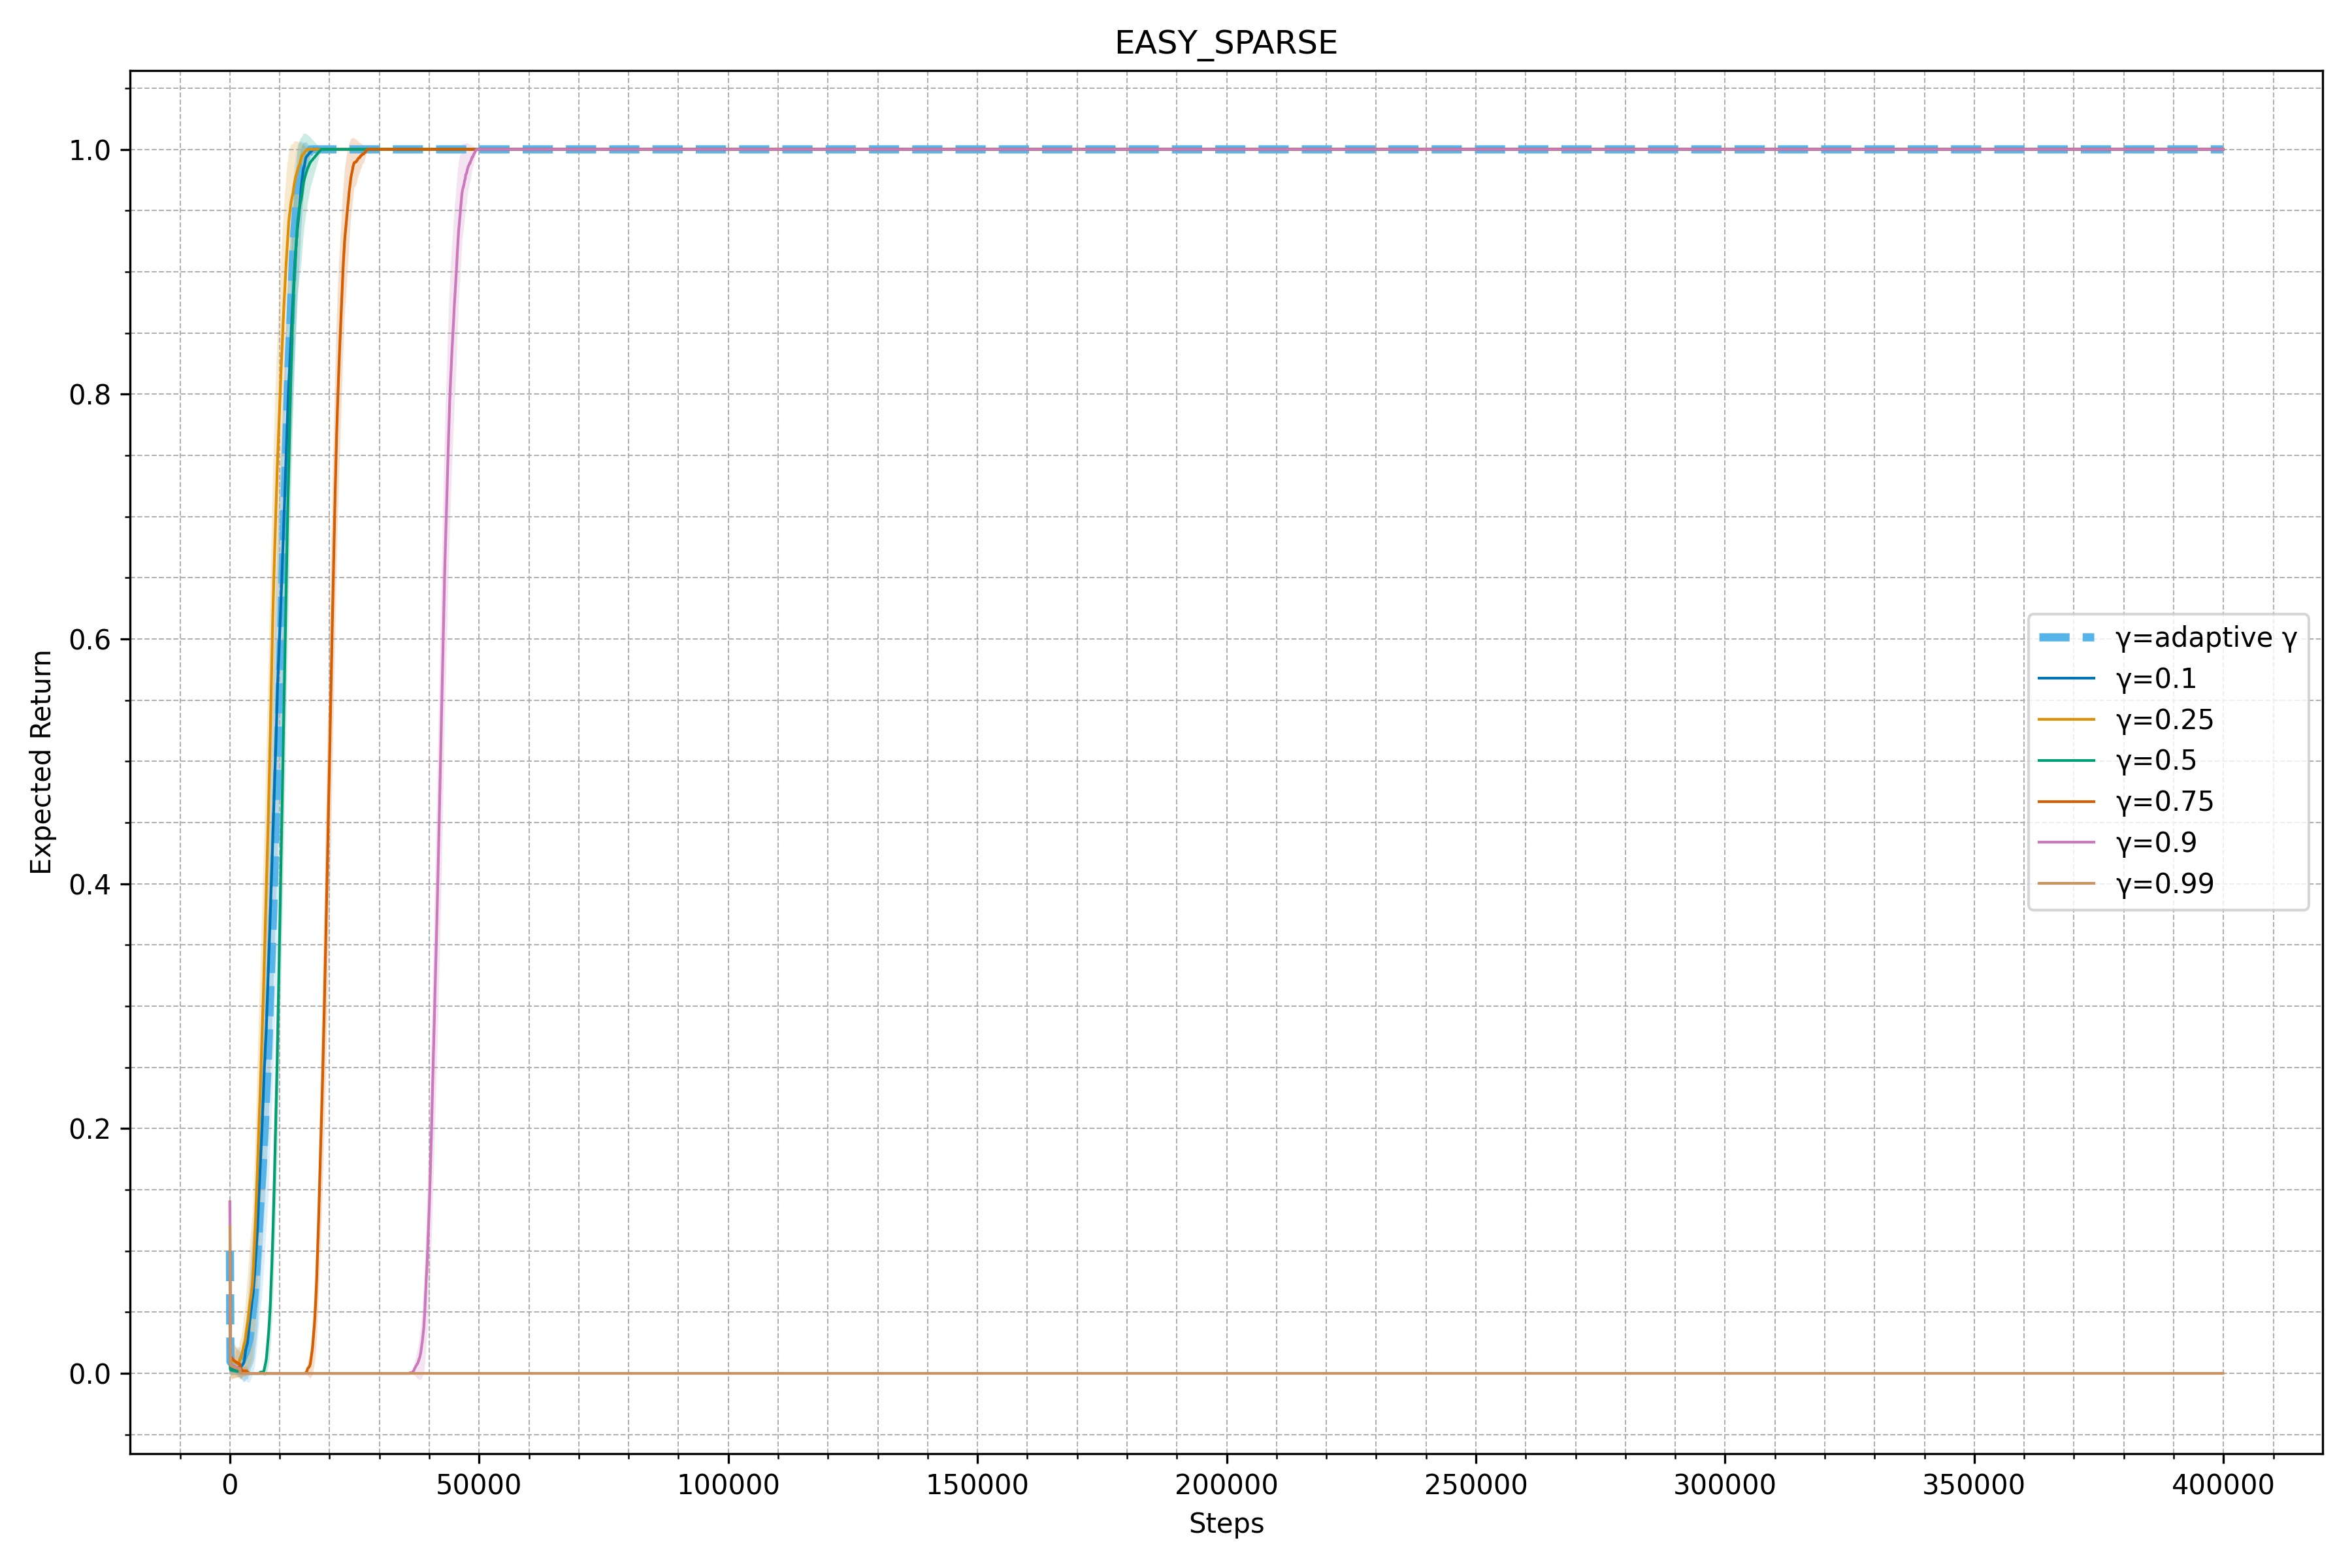 EASY_SPARSE
Expected Return
1.0
0.8
0.6
0.4
0.2
0.0
γ=adaptive γ
γ=0.1
γ=0.25
γ=0.5
γ=0.75
γ=0.9
γ=0.99
0 50000 100000 150000 200000 250000 300000 350000 400000
Steps